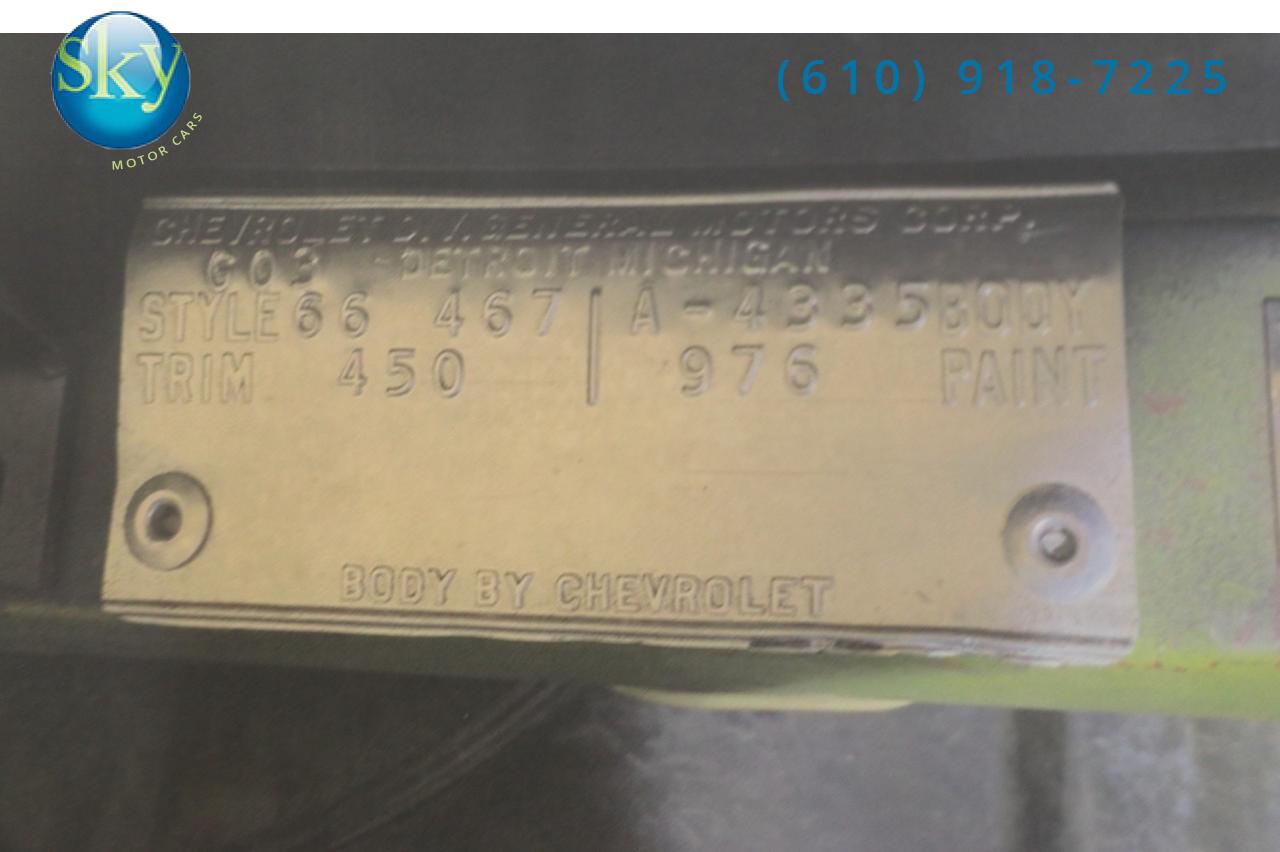 Sky
MOTOR CARS
(610) 918-7225
CHEVROLET DIV. GENERAL MOTORS CORP.
G03 DETROIT MICHIGAN
STYLE 66 467 A-4335 BODY
TRIM 450 976 PAINT
BODY BY CHEVROLET